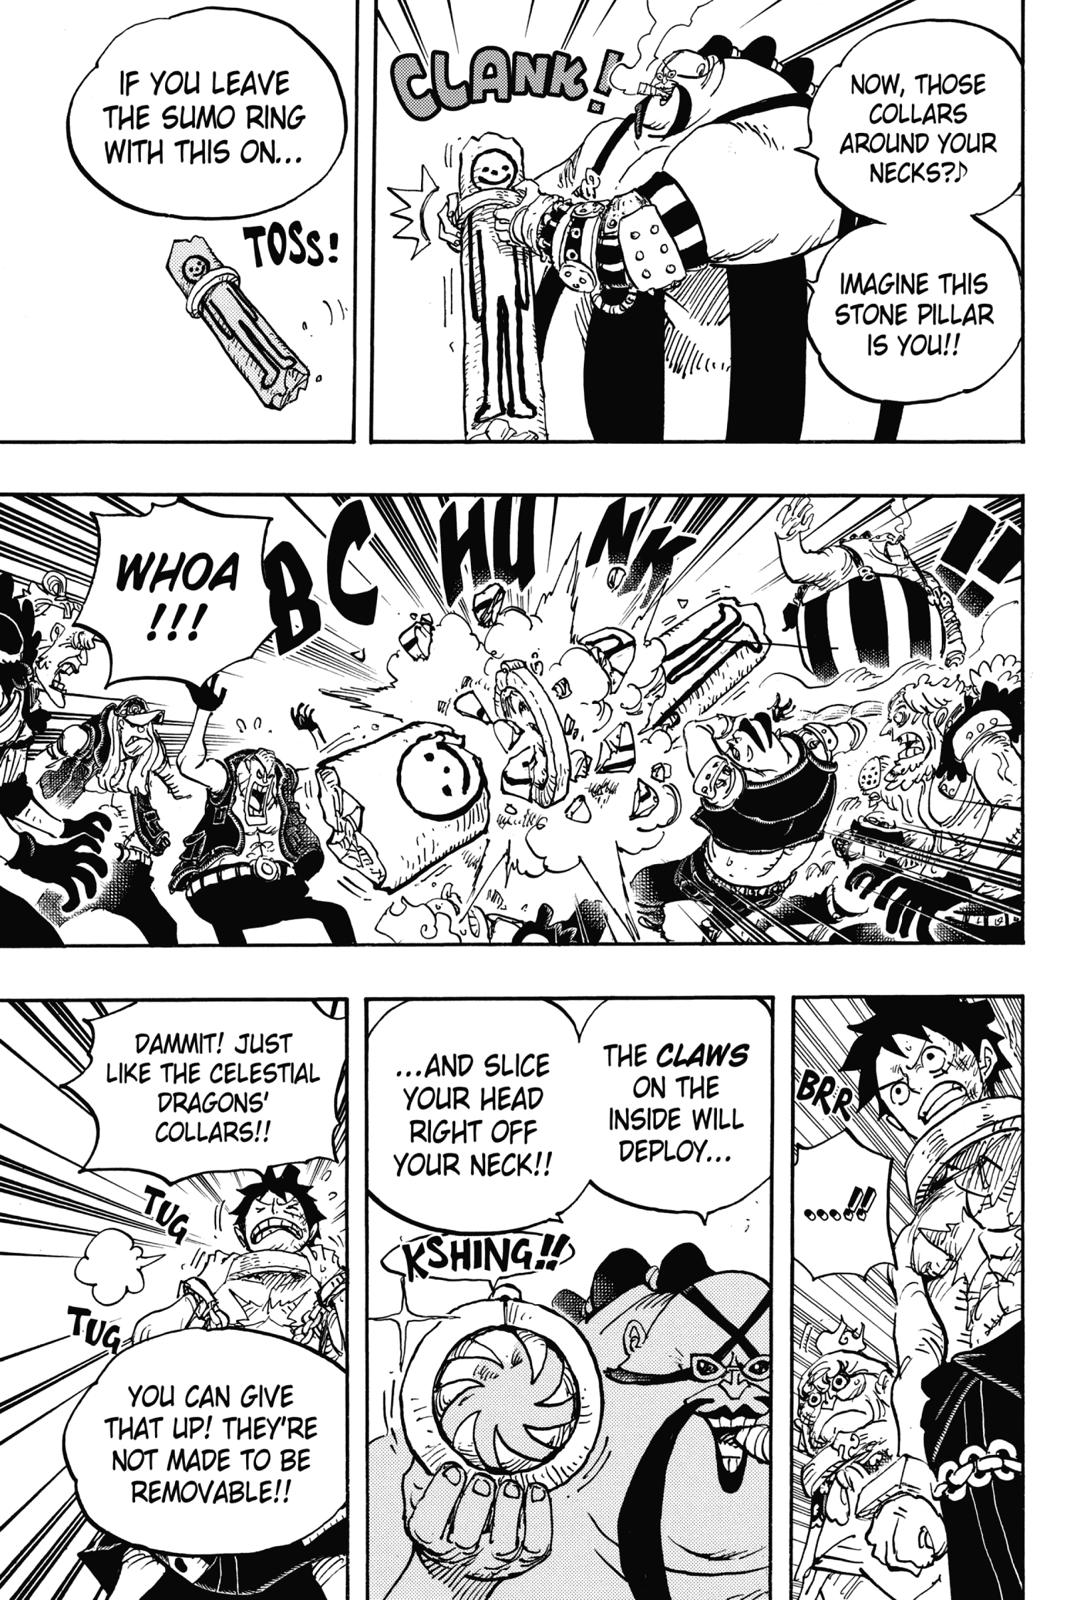 NOW, THOSE
COLLARS
AROUND YOUR
NECKS?♪
IMAGINE THIS
STONE PILLAR
IS YOU!!
CLANK!
IF YOU LEAVE
THE SUMO RING
WITH THIS ON...
TOSS!
!!
BCHUNK
WHOA
!!!
BRR
...!!
THE CLAWS
ON THE
INSIDE WILL
DEPLOY...
...AND SLICE
YOUR HEAD
RIGHT OFF
YOUR NECK!!
KSHING!!
DAMMIT! JUST
LIKE THE CELESTIAL
DRAGONS'
COLLARS!!
TUG
TUG
YOU CAN GIVE
THAT UP! THEY'RE
NOT MADE TO BE
REMOVABLE!!